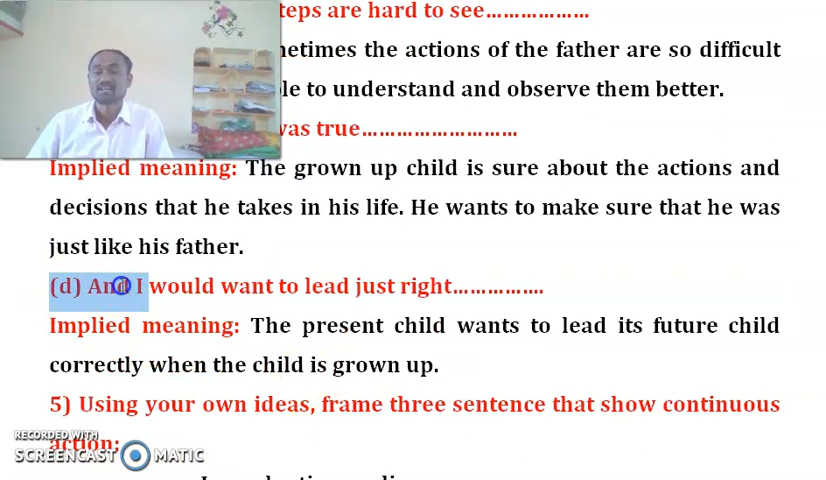 teps are hard to see………………
netimes the actions of the father are so difficult
le to understand and observe them better.
was true………………………
Implied meaning: The grown up child is sure about the actions and
decisions that he takes in his life. He wants to make sure that he was
just like his father.
(d) And I would want to lead just right…………….
Implied meaning: The present child wants to lead its future child
correctly when the child is grown up.
5) Using your own ideas, frame three sentence that show continuous
action:
RECORDED WITH
SCREENCAST MATIC